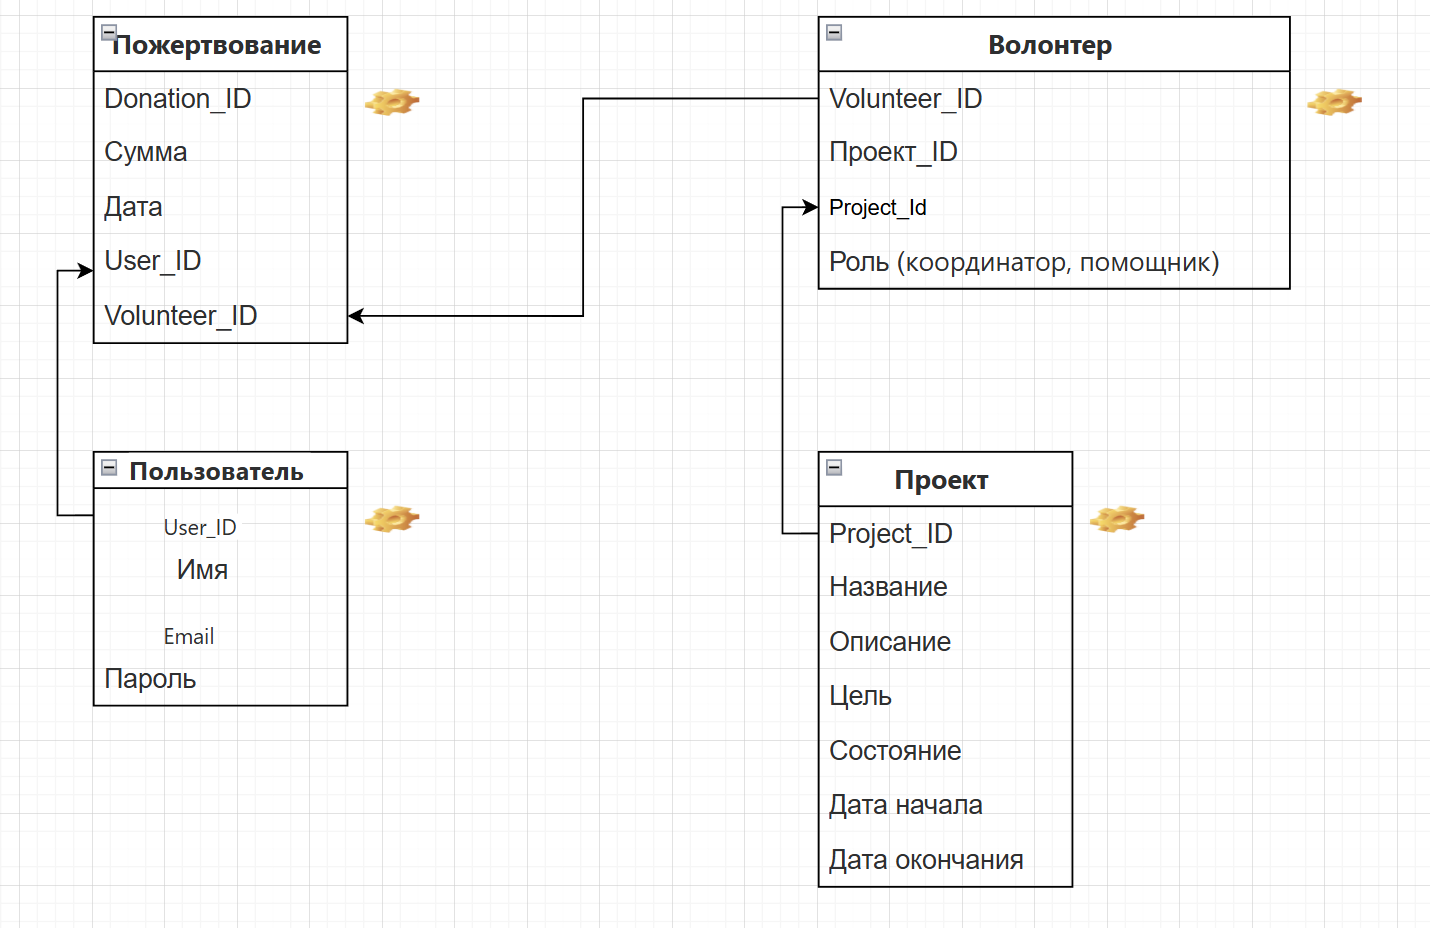 Пожертвование
Donation_ID
Сумма
Дата
User_ID
Volunteer_ID
Волонтер
Volunteer_ID
Проект_ID
Project_Id
Роль (координатор, помощник)
Пользователь
User_ID
Имя
Email
Пароль
Проект
Project_ID
Название
Описание
Цель
Состояние
Дата начала
Дата окончания